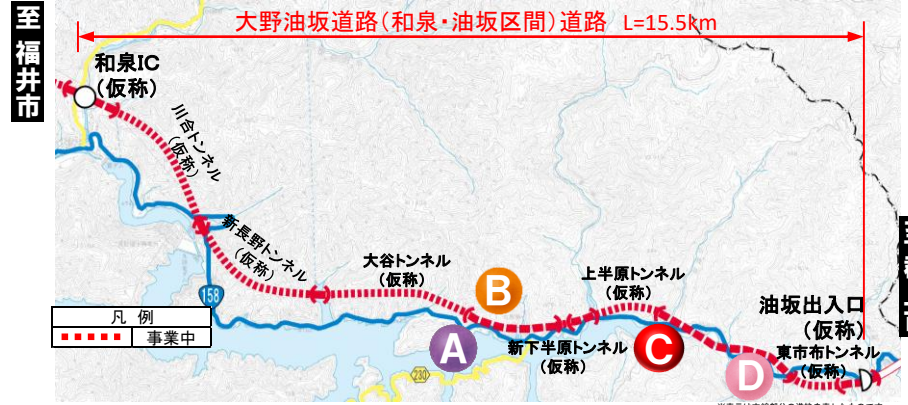 至 福井市
大野油坂道路(和泉・油坂区間)道路 L=15.5km
和泉IC
(仮称)
川合トンネル
(仮称)
新長野トンネル
(仮称)
大谷トンネル
(仮称)
B
上半原トンネル
(仮称)
158
油坂出入口
(仮称)
凡 例
事業中
A
新下半原トンネル
(仮称)
C
東市布トンネル
(仮称)
D
230